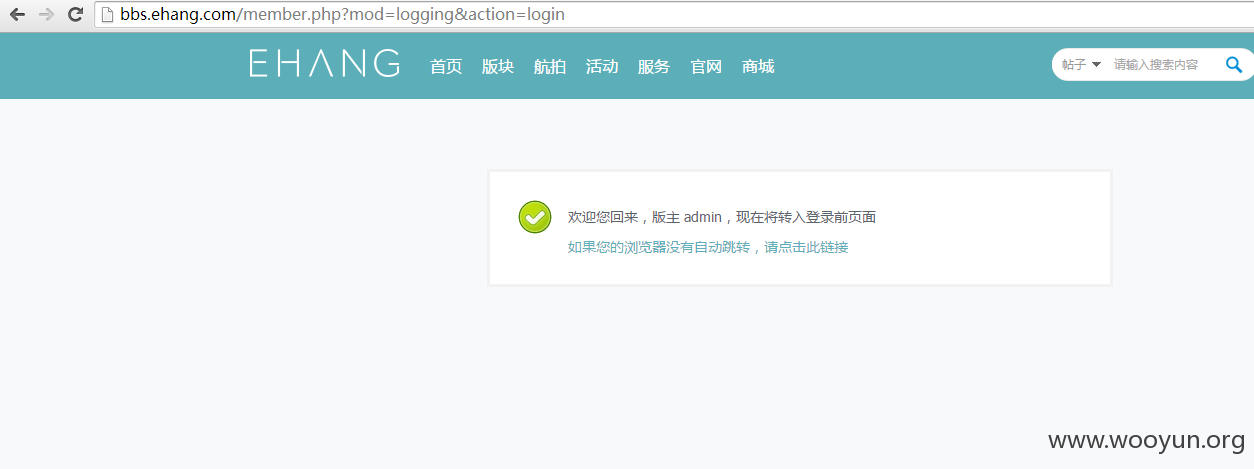 bbs.ehang.com/member.php?mod=logging&action=login
EHANG 首页 版块 航拍 活动 服务 官网 商城 帖子 请输入搜索内容
欢迎您回来，版主 admin，现在将转入登录前页面
如果您的浏览器没有自动跳转，请点击此链接
www.wooyun.org